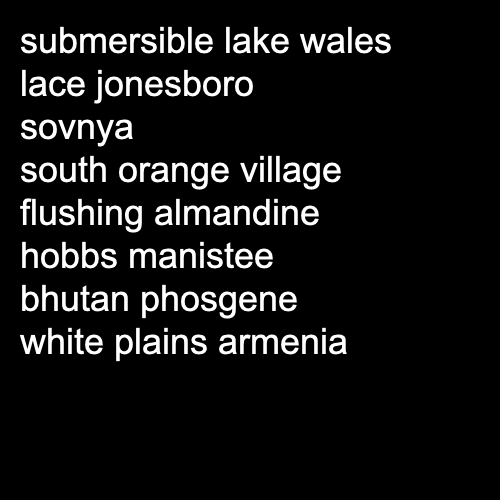 submersible lake wales
lace jonesboro
sovnya
south orange village
flushing almandine
hobbs manistee
bhutan phosgene
white plains armenia